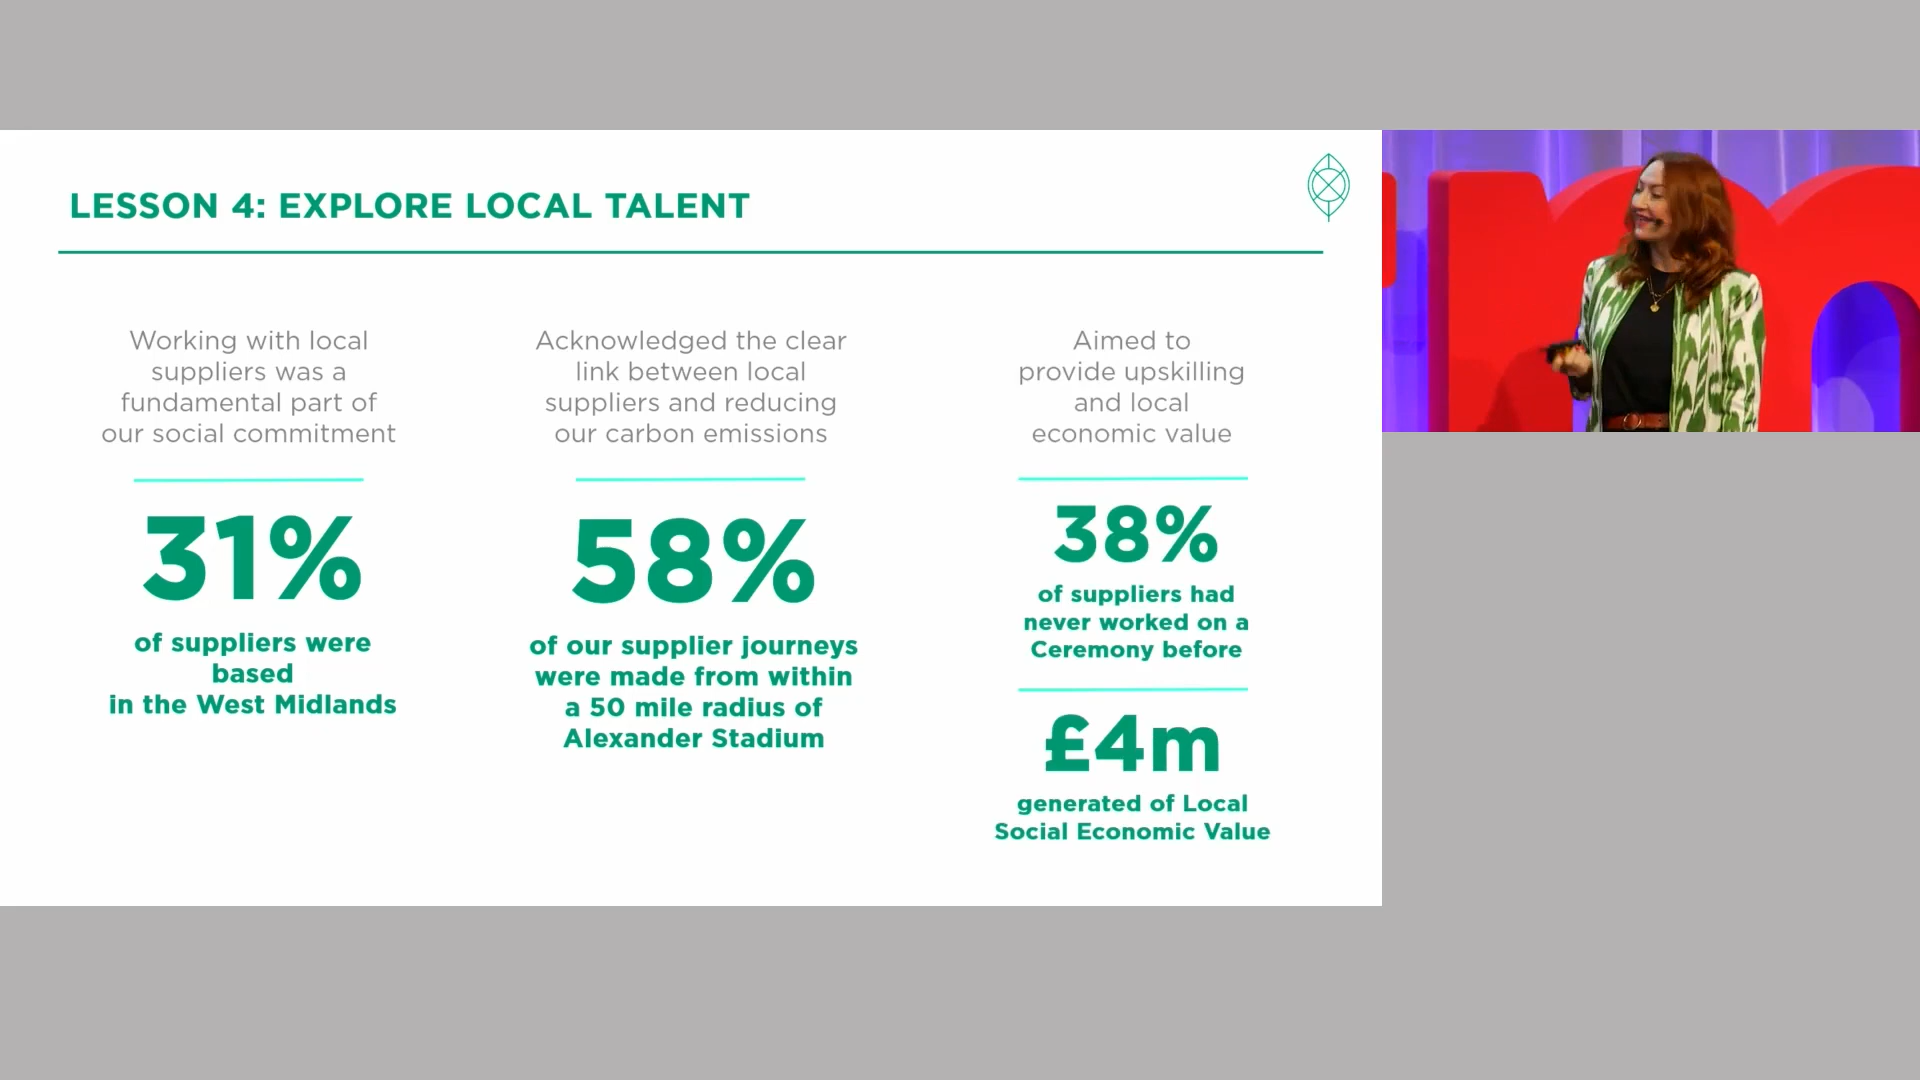 LESSON 4: EXPLORE LOCAL TALENT
Working with local
suppliers was a
fundamental part of
our social commitment
31%
of suppliers were
based
in the West Midlands
Acknowledged the clear
link between local
suppliers and reducing
our carbon emissions
58%
of our supplier journeys
were made from within
a 50 mile radius of
Alexander Stadium
Aimed to
provide upskilling
and local
economic value
38%
of suppliers had
never worked on a
Ceremony before
£4m
generated of Local
Social Economic Value